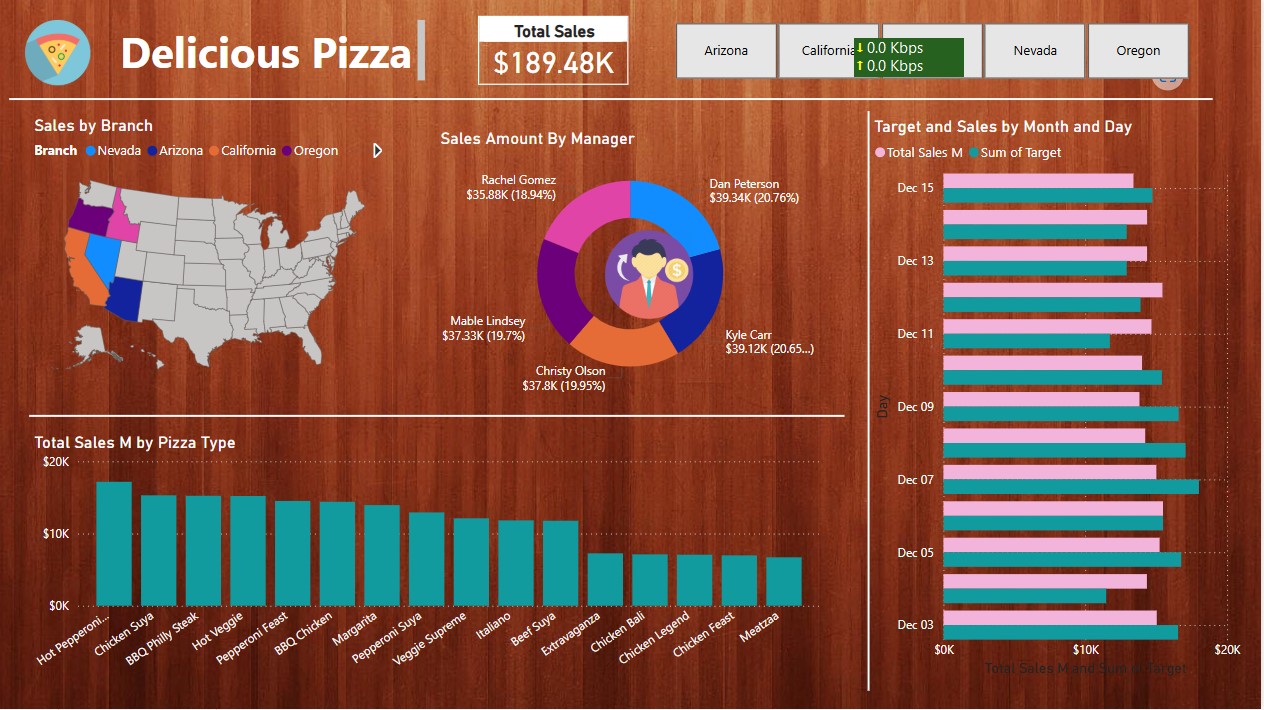 Delicious Pizza
Total Sales
$189.48K
Arizona
California
Nevada
Oregon
↓ 0.0 Kbps
↑ 0.0 Kbps
Sales by Branch
Branch Nevada Arizona California Oregon
Sales Amount By Manager
Rachel Gomez
$35.88K (18.94%)
Dan Peterson
$39.34K (20.76%)
Mable Lindsey
$37.33K (19.7%)
Kyle Carr
$39.12K (20.65...)
Christy Olson
$37.8K (19.95%)
$
Total Sales M by Pizza Type
$20K
$10K
$0K
Hot Pepperoni...
Chicken Suya
BBQ Philly Steak
Hot Veggie
Pepperoni Feast
BBQ Chicken
Margarita
Pepperoni Suya
Veggie Supreme
Italiano
Beef Suya
Extravaganza
Chicken Bali
Chicken Legend
Chicken Feast
Meatzaa
Target and Sales by Month and Day
Total Sales M Sum of Target
Day
Dec 15
Dec 13
Dec 11
Dec 09
Dec 07
Dec 05
Dec 03
$0K
$10K
$20K
Total Sales M and Sum of Target